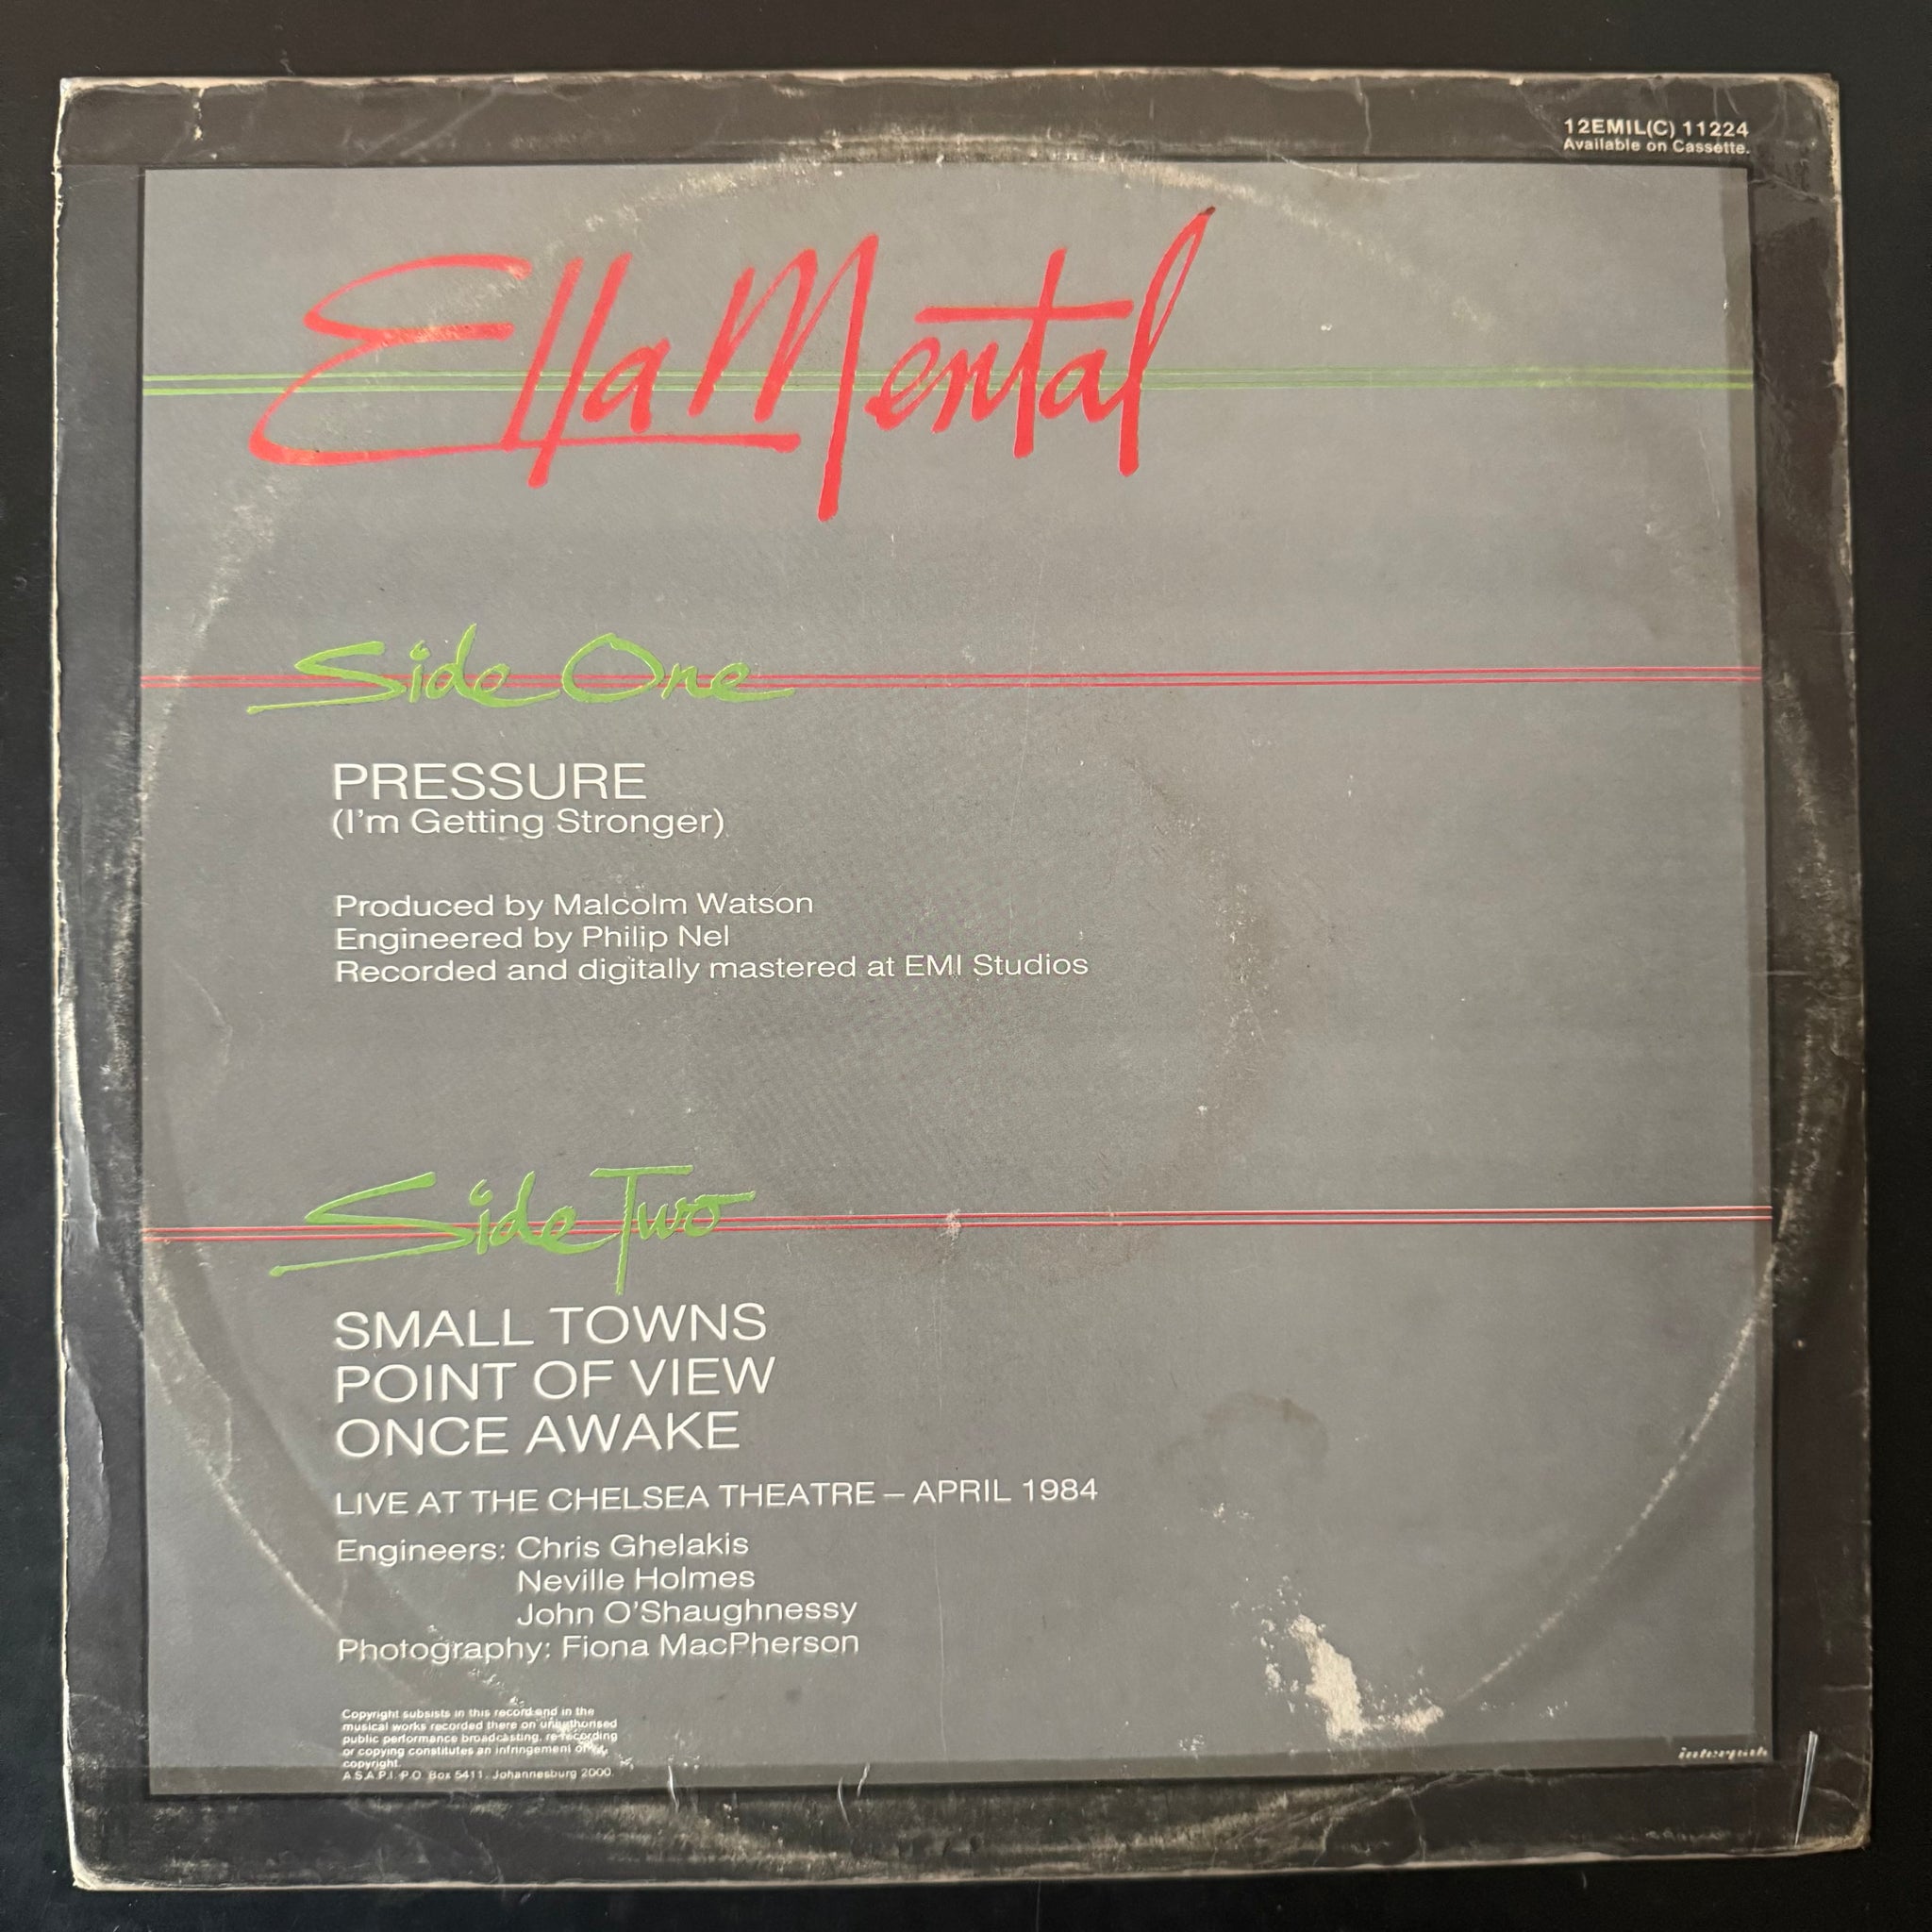 12EMIL(C) 11224
Available on Cassette.
Ella Mental
Side One
PRESSURE
(I'm Getting Stronger)
Produced by Malcolm Watson
Engineered by Philip Nel
Recorded and digitally mastered at EMI Studios
Side Two
SMALL TOWNS
POINT OF VIEW
ONCE AWAKE
LIVE AT THE CHELSEA THEATRE – APRIL 1984
Engineers: Chris Ghelakis
Neville Holmes
John O'Shaughnessy
Photography: Fiona MacPherson
Copyright subsists in this record and in the
musical works recorded there on unauthorised
public performance broadcasting, re-recording
or copying constitutes an infringement of
copyright.
A.S.A.P.I. P.O. Box 5411. Johannesburg 2000.